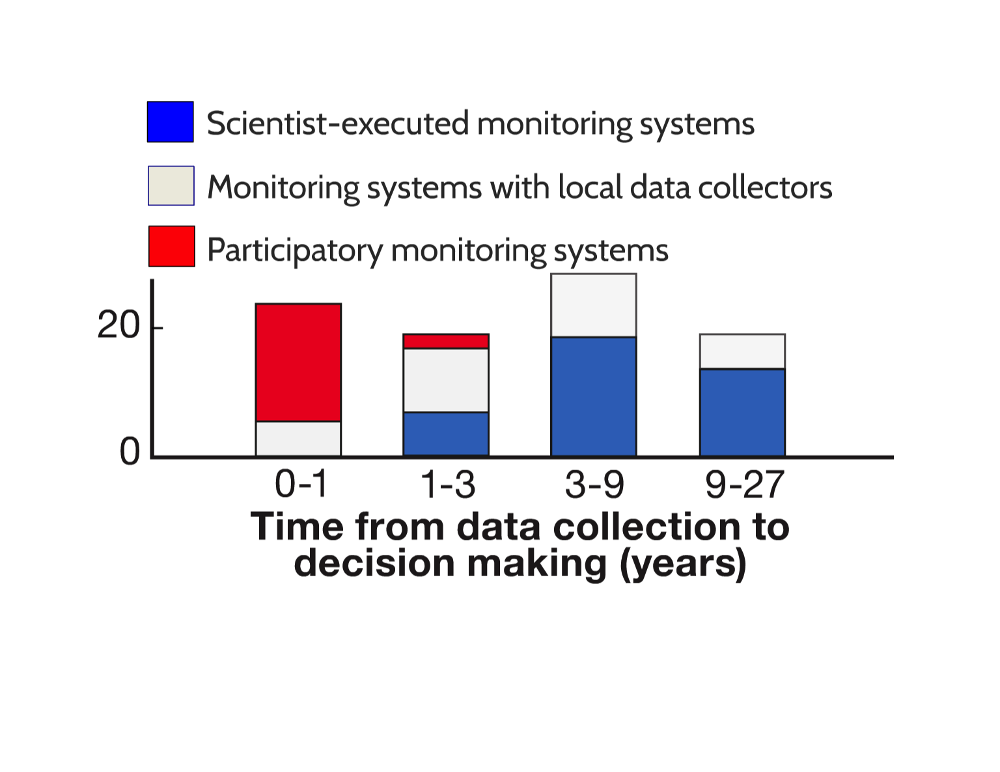 Scientist-executed monitoring systems
Monitoring systems with local data collectors
Participatory monitoring systems
20
0
0-1
1-3
3-9
9-27
Time from data collection to
decision making (years)